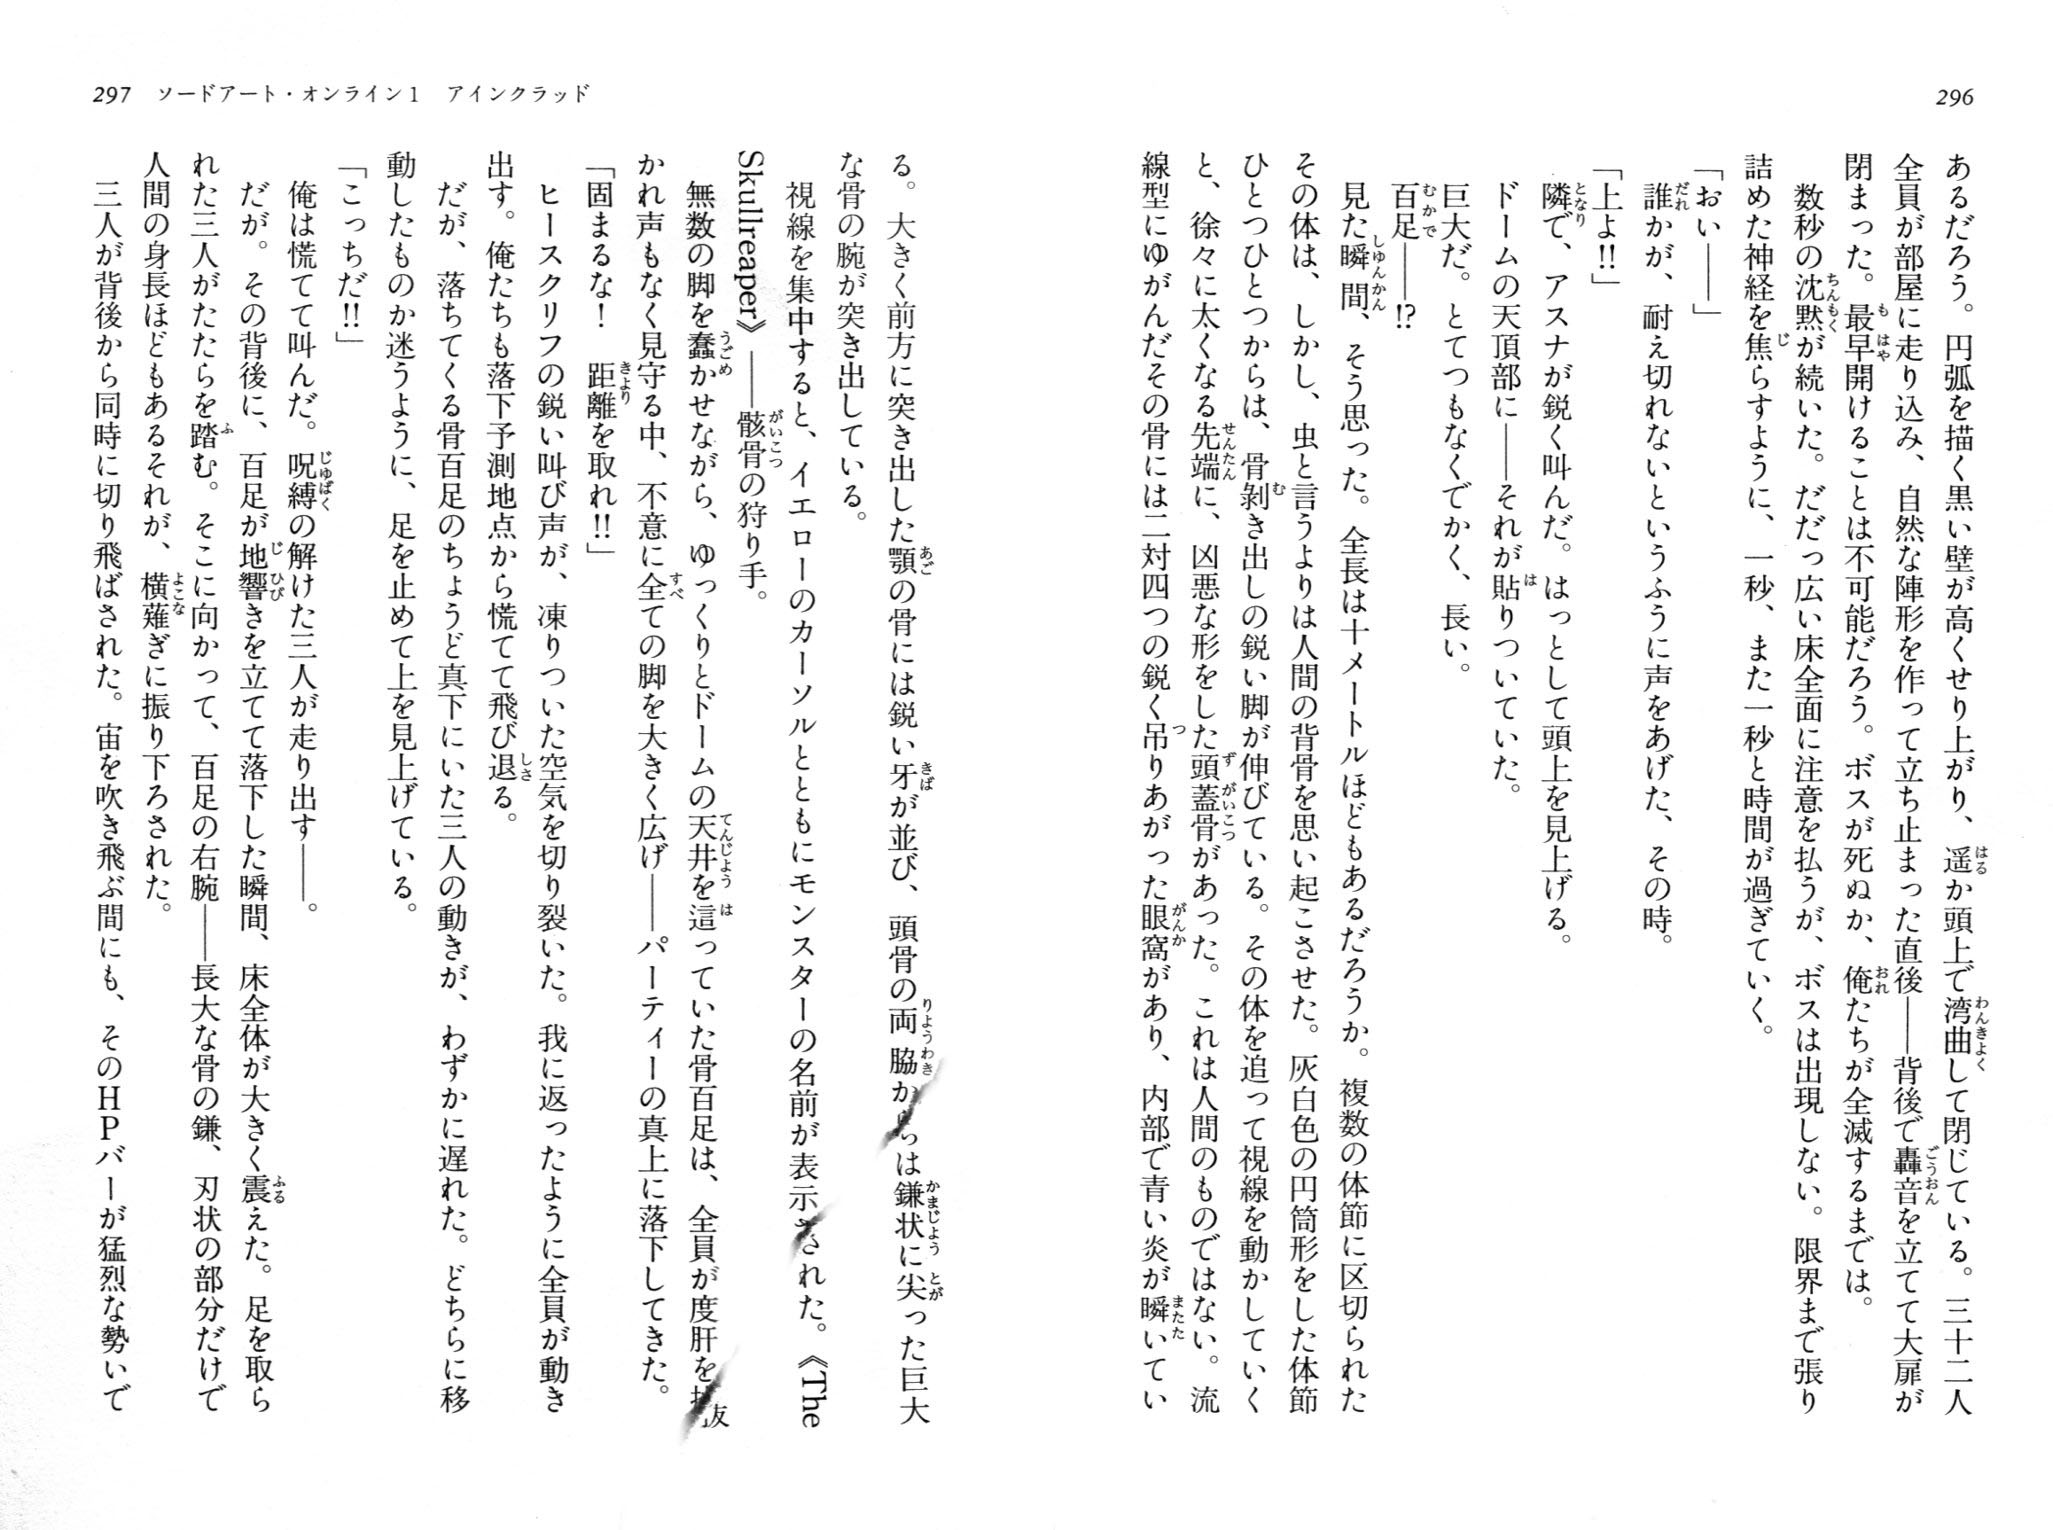 296
あるだろう。円弧を描く黒い壁が高くせり上がり、遥か頭上で湾曲して閉じている。三十二人
全員が部屋に走り込み、自然な陣形を作って立ち止まった直後――背後で轟音を立てて大扉が
閉まった。最早開けることは不可能だろう。ボスが死ぬか、俺たちが全滅するまでは。
数秒の沈黙が続いた。だだっ広い床全面に注意を払うが、ボスは出現しない。限界まで張り
詰めた神経を焦らすように、一秒、また一秒と時間が過ぎていく。
「おい――」
誰かが、耐え切れないというふうに声をあげた、その時。
「上よ!!」
隣で、アスナが鋭く叫んだ。はっとして頭上を見上げる。
ドームの天頂部に――それが貼りついていた。
巨大だ。とてつもなくでかく、長い。
百足――!?
見た瞬間、そう思った。全長は十メートルほどもあるだろうか。複数の体節に区切られた
その体は、しかし、虫と言うよりは人間の背骨を思い起こさせた。灰白色の円筒形をした体節
ひとつひとつからは、骨剝き出しの鋭い脚が伸びている。その体を追って視線を動かしていく
と、徐々に太くなる先端に、凶悪な形をした頭蓋骨があった。これは人間のものではない。流
線型にゆがんだその骨には二対四つの鋭く吊りあがった眼窩があり、内部で青い炎が瞬いてい
297 ソードアート・オンライン1 アインクラッド
る。大きく前方に突き出した顎の骨には鋭い牙が並び、頭骨の両脇からは鎌状に尖った巨大
な骨の腕が突き出している。
視線を集中すると、イエローのカーソルとともにモンスターの名前が表示された。《The
Skullreaper》――骸骨の狩り手。
無数の脚を蠢かせながら、ゆっくりとドームの天井を這っていた骨百足は、全員が度肝を抜
かれ声もなく見守る中、不意に全ての脚を大きく広げ――パーティーの真上に落下してきた。
「固まるな! 距離を取れ!!」
ヒースクリフの鋭い叫び声が、凍りついた空気を切り裂いた。我に返ったように全員が動き
出す。俺たちも落下予測地点から慌てて飛び退る。
だが、落ちてくる骨百足のちょうど真下にいた三人の動きが、わずかに遅れた。どちらに移
動したものか迷うように、足を止めて上を見上げている。
「こっちだ!!」
俺は慌てて叫んだ。呪縛の解けた三人が走り出す――。
だが。その背後に、百足が地響きを立てて落下した瞬間、床全体が大きく震えた。足を取ら
れた三人がたたらを踏む。そこに向かって、百足の右腕――長大な骨の鎌、刃状の部分だけで
人間の身長ほどもあるそれが、横薙ぎに振り下ろされた。
三人が背後から同時に切り飛ばされた。宙を吹き飛ぶ間にも、そのHPバーが猛烈な勢いで